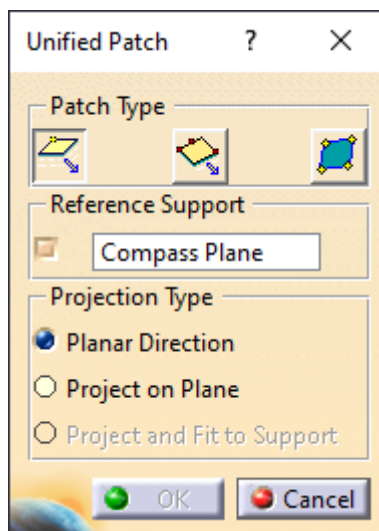 Unified Patch ?
Patch Type
Reference Support
Compass Plane
Projection Type
Planar Direction
Project on Plane
Project and Fit to Support
OK Cancel